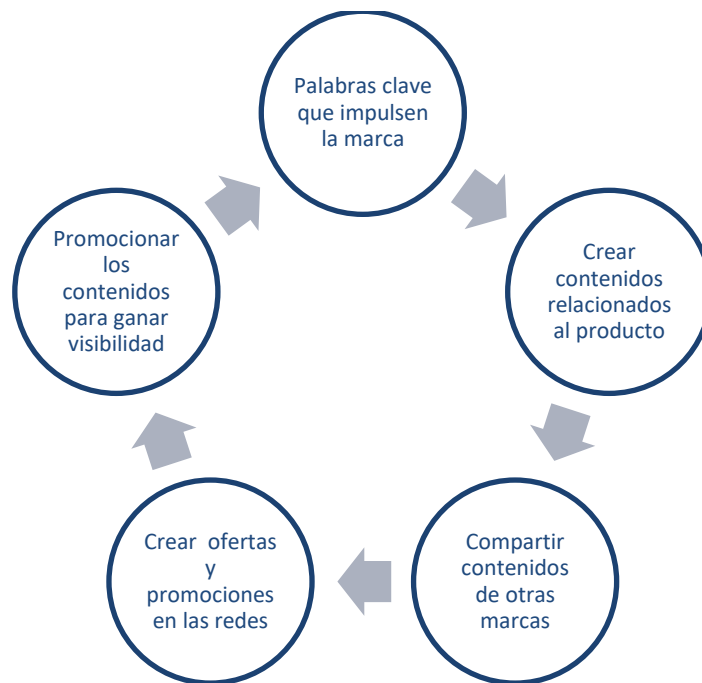 Palabras clave
que impulsen
la marca
Crear
contenidos
relacionados
al producto
Compartir
contenidos
de otras
marcas
Crear  ofertas
y
promociones
en las redes
Promocionar
los
contenidos
para ganar
visibilidad